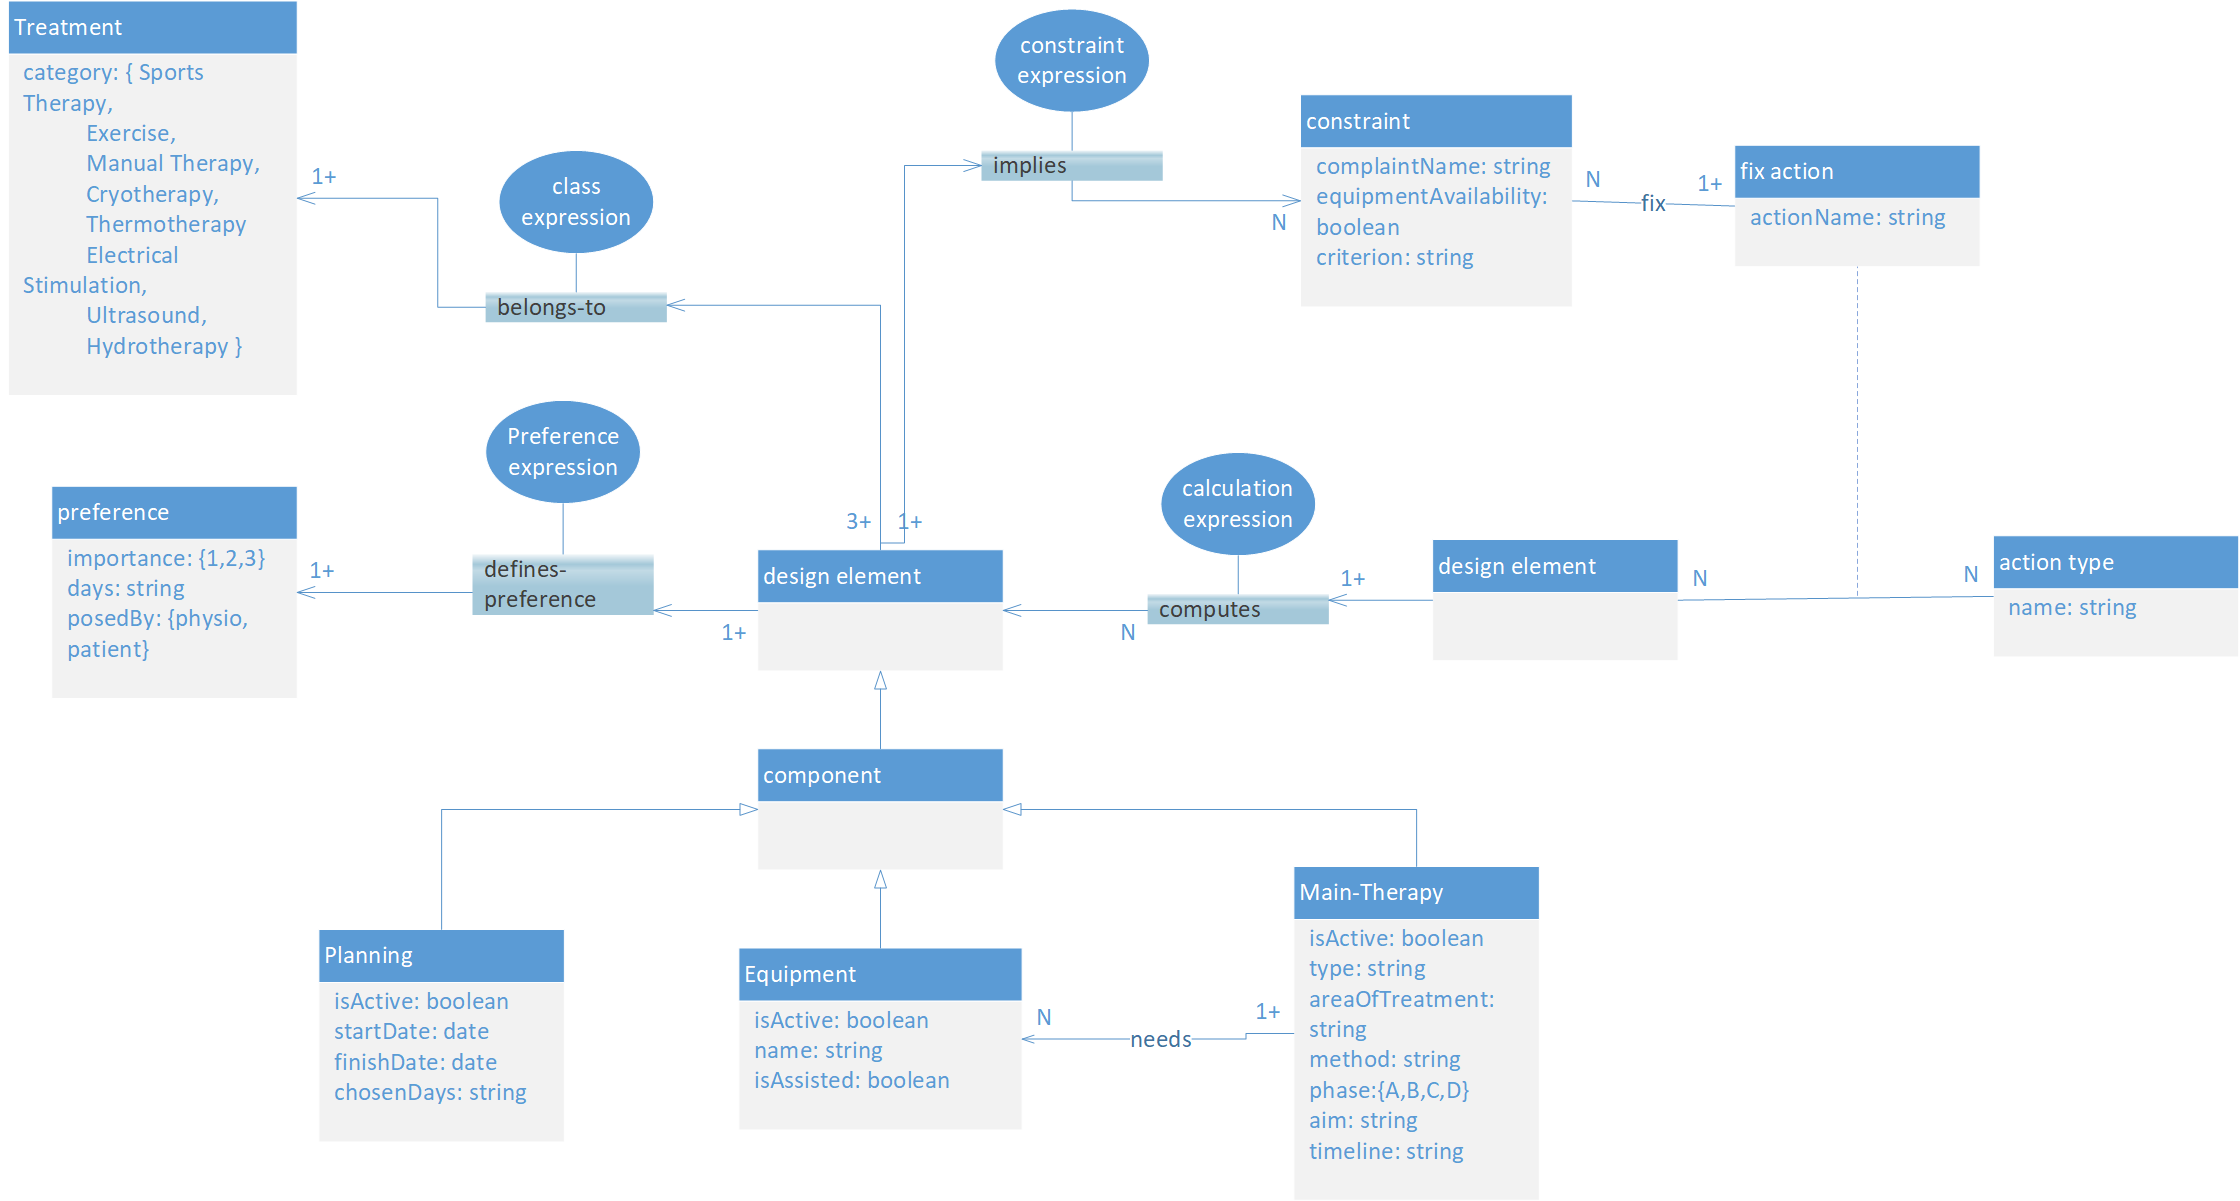 Treatment
category: { Sports
Therapy,
Exercise,
Manual Therapy,
Cryotherapy,
Thermotherapy
Electrical
Stimulation,
Ultrasound,
Hydrotherapy }
1+
class
expression
belongs-to
constraint
expression
implies
N
constraint
complaintName: string
equipmentAvailability:
boolean
criterion: string
N
fix
1+
fix action
actionName: string
preference
importance: {1,2,3}
days: string
posedBy: {physio,
patient}
1+
Preference
expression
defines-
preference
1+
3+
1+
design element
N
calculation
expression
computes
1+
design element
N
N
action type
name: string
component
Planning
isActive: boolean
startDate: date
finishDate: date
chosenDays: string
Equipment
isActive: boolean
name: string
isAssisted: boolean
N
needs
1+
Main-Therapy
isActive: boolean
type: string
areaOfTreatment:
string
method: string
phase:{A,B,C,D}
aim: string
timeline: string